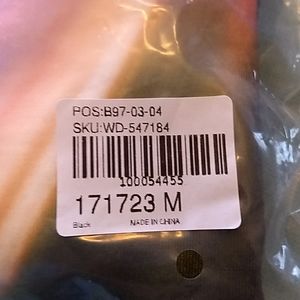 POS:B97-03-04
SKU:WD-547184
100054455
171723 M
Black MADE IN CHINA